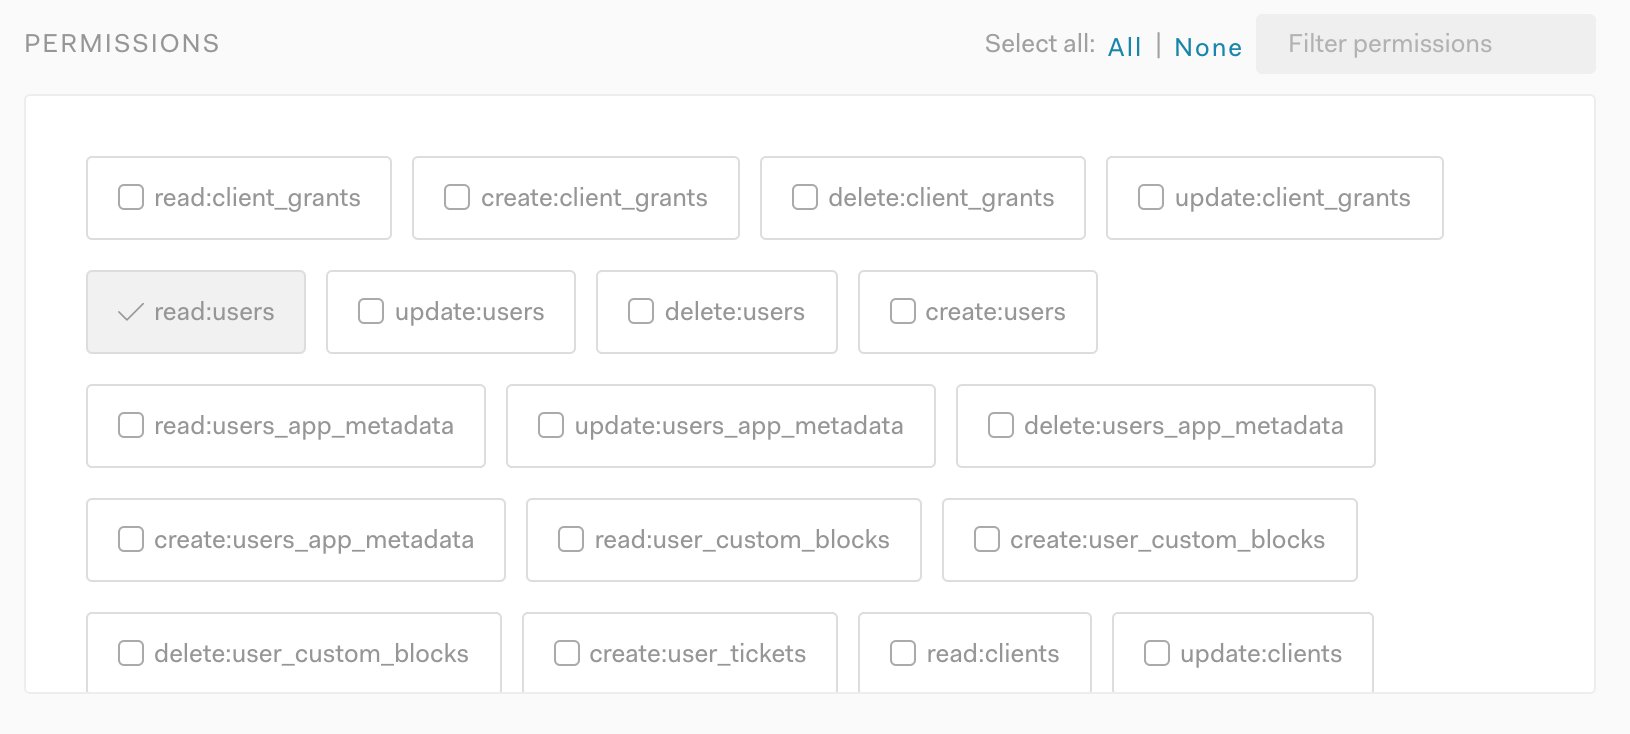 PERMISSIONS Select all: All | None Filter permissions
read:client_grants create:client_grants delete:client_grants update:client_grants
read:users update:users delete:users create:users
read:users_app_metadata update:users_app_metadata delete:users_app_metadata
create:users_app_metadata read:user_custom_blocks create:user_custom_blocks
delete:user_custom_blocks create:user_tickets read:clients update:clients